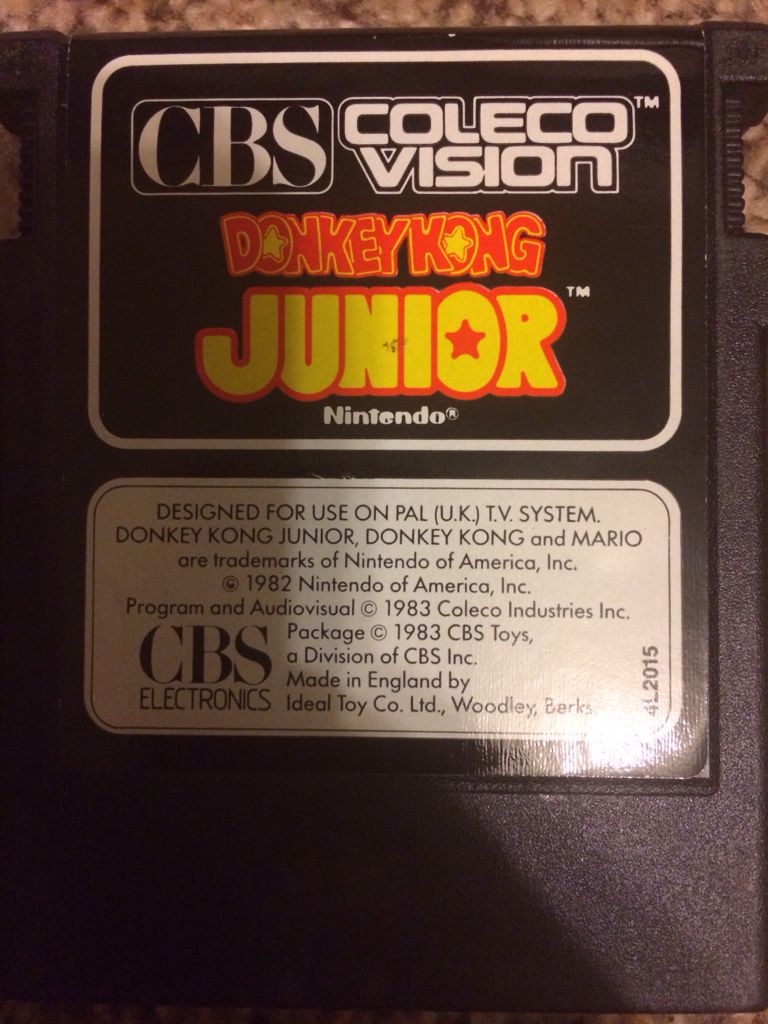 CBS COLECO VISION™
DONKEY KONG
JUNIOR™
Nintendo®
DESIGNED FOR USE ON PAL (U.K.) T.V. SYSTEM.
DONKEY KONG JUNIOR, DONKEY KONG and MARIO
are trademarks of Nintendo of America, Inc.
© 1982 Nintendo of America, Inc.
Program and Audiovisual © 1983 Coleco Industries Inc.
Package © 1983 CBS Toys,
a Division of CBS Inc.
Made in England by
Ideal Toy Co. Ltd., Woodley, Berks.
CBS
ELECTRONICS
4L2015